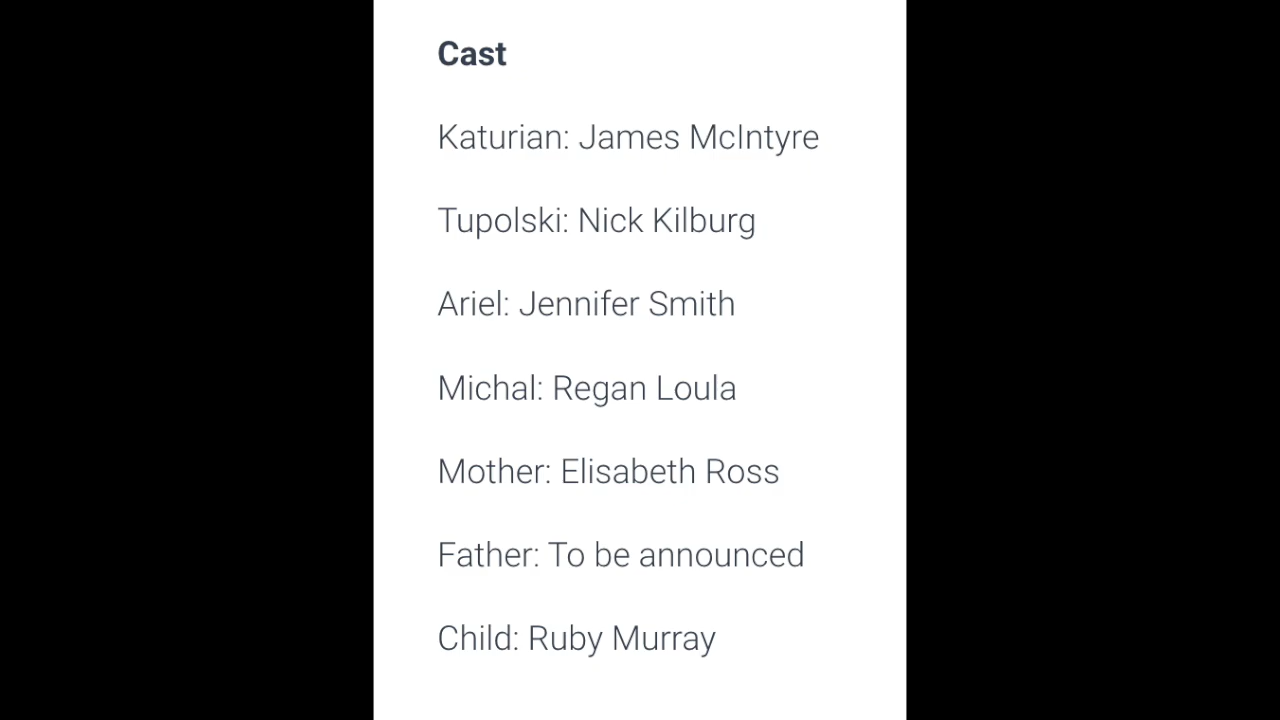 Cast
Katurian: James McIntyre
Tupolski: Nick Kilburg
Ariel: Jennifer Smith
Michal: Regan Loula
Mother: Elisabeth Ross
Father: To be announced
Child: Ruby Murray